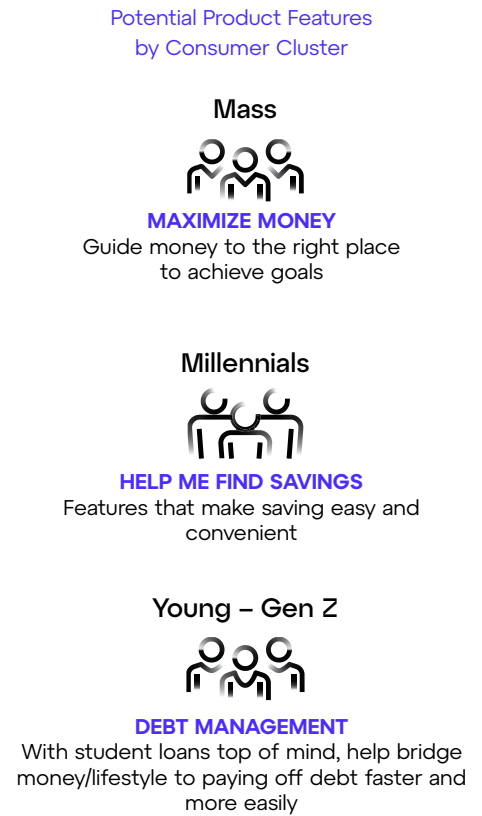 Potential Product Features
by Consumer Cluster
Mass
MAXIMIZE MONEY
Guide money to the right place
to achieve goals
Millennials
HELP ME FIND SAVINGS
Features that make saving easy and
convenient
Young – Gen Z
DEBT MANAGEMENT
With student loans top of mind, help bridge
money/lifestyle to paying off debt faster and
more easily